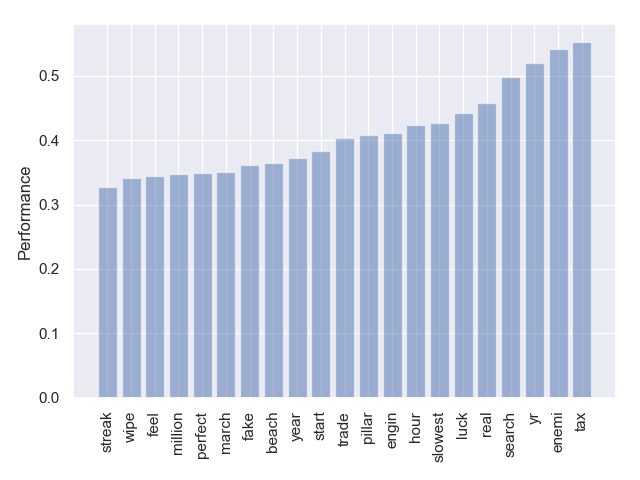 Performance
0.5
0.4
0.3
0.2
0.1
0.0
streak
wipe
feel
million
perfect
march
fake
beach
year
start
trade
pillar
engin
hour
slowest
luck
real
search
yr
enemi
tax